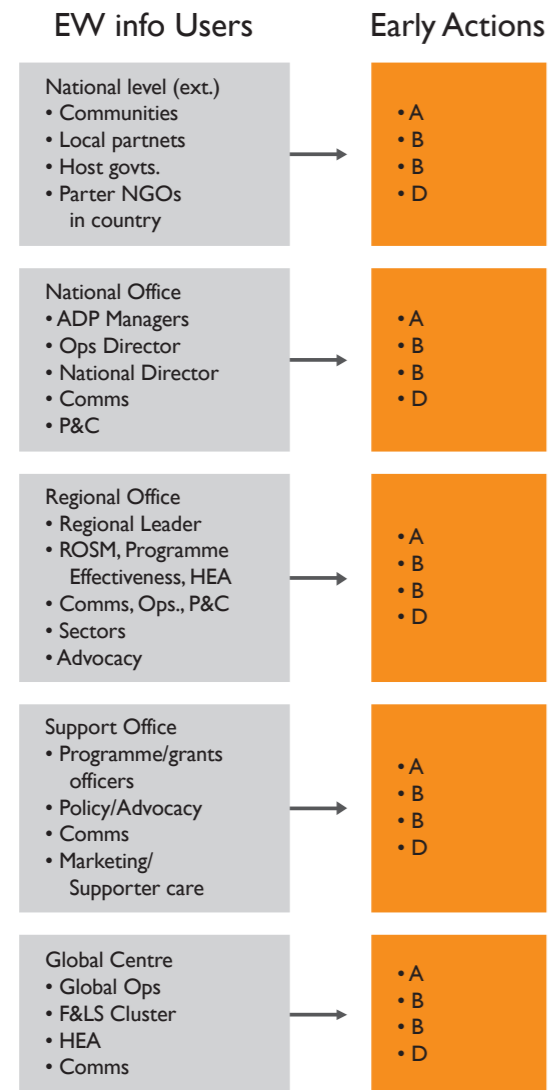 EW info Users
Early Actions
National level (ext.)
• Communities
• Local partnets
• Host govts.
• Parter NGOs
in country
• A
• B
• B
• D
National Office
• ADP Managers
• Ops Director
• National Director
• Comms
• P&C
• A
• B
• B
• D
Regional Office
• Regional Leader
• ROSM, Programme
Effectiveness, HEA
• Comms, Ops., P&C
• Sectors
• Advocacy
• A
• B
• B
• D
Support Office
• Programme/grants
officers
• Policy/Advocacy
• Comms
• Marketing/
Supporter care
• A
• B
• B
• D
Global Centre
• Global Ops
• F&LS Cluster
• HEA
• Comms
• A
• B
• B
• D